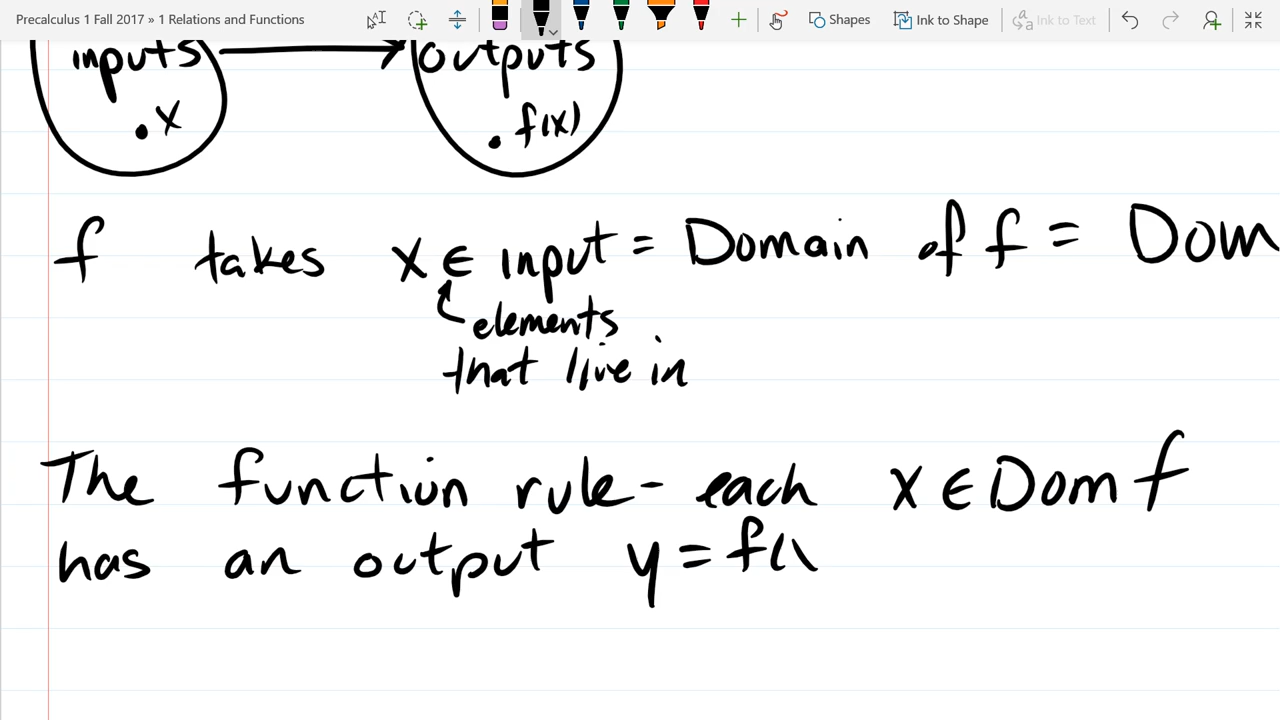 Precalculus 1 Fall 2017 » 1 Relations and Functions
Shapes
Ink to Shape
Ink to Text
inputs
outputs
. x
. f(x)
f takes x ∈ input = Domain of f = Dom
elements
that live in
The function rule - each x ∈ Dom f
has an output y = f(\